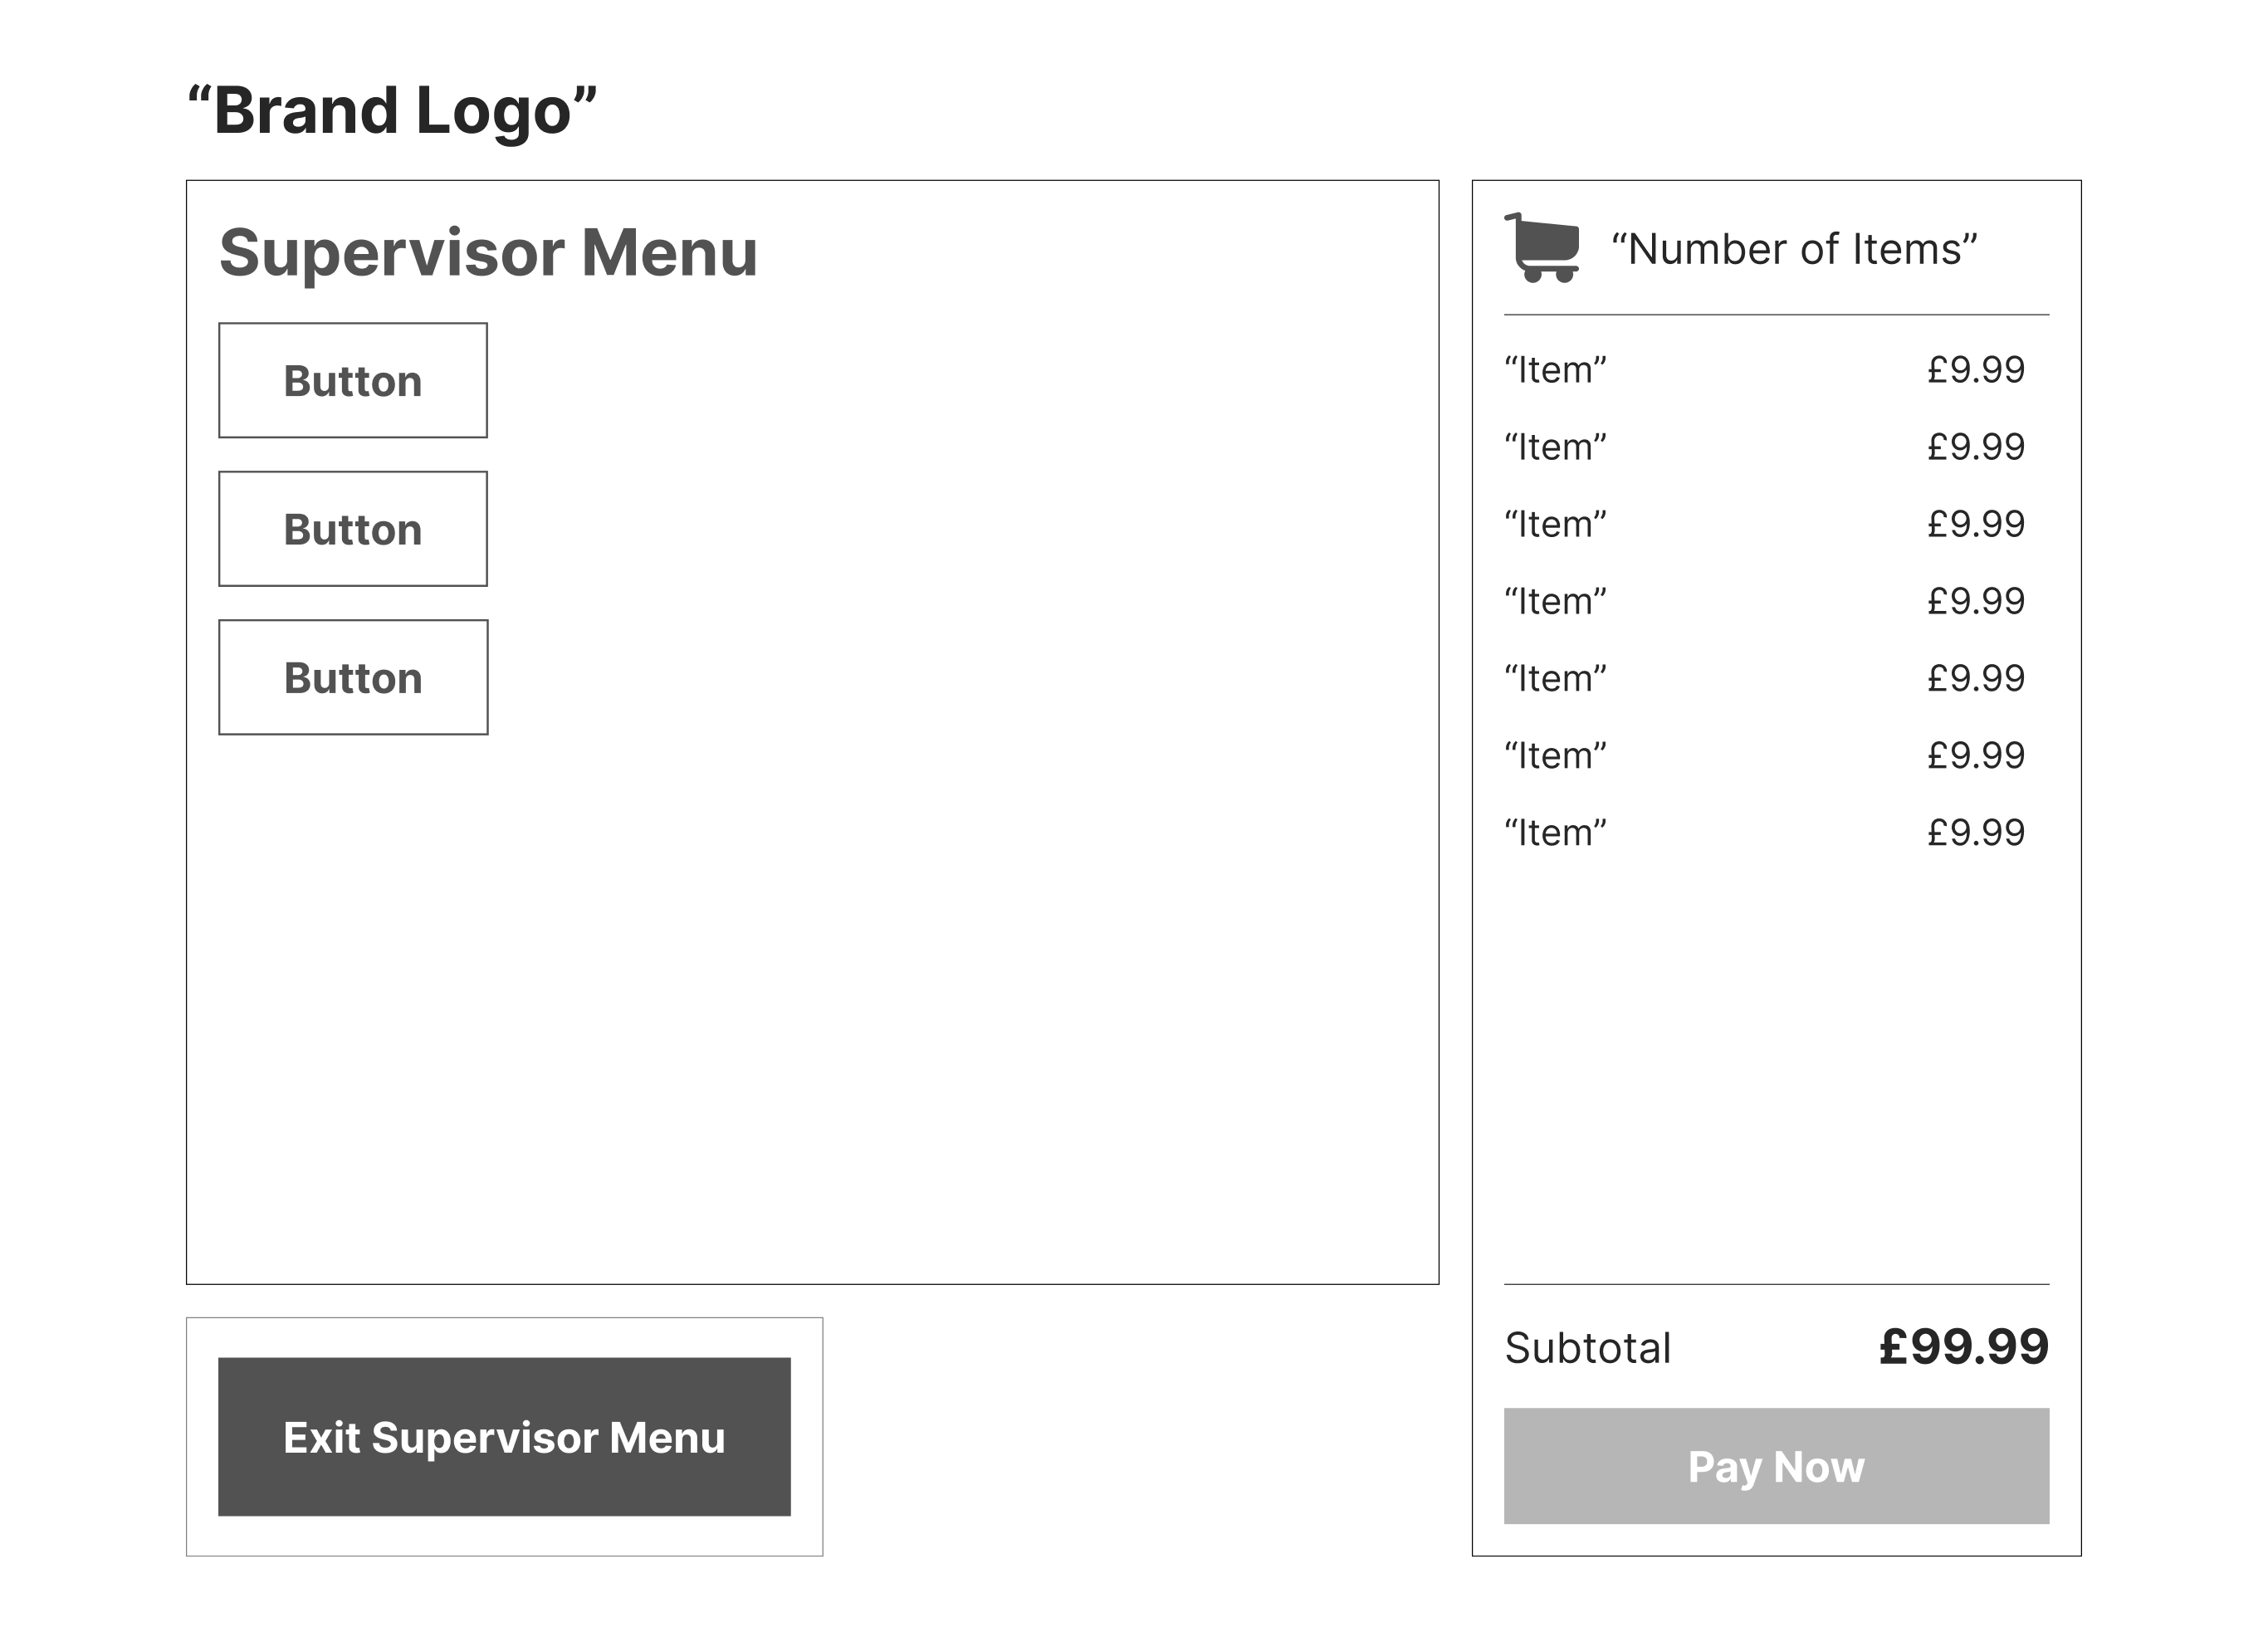 “Brand Logo”
Supervisor Menu
Button
Button
Button
Exit Supervisor Menu
“Number of Items”
“Item” £9.99
“Item” £9.99
“Item” £9.99
“Item” £9.99
“Item” £9.99
“Item” £9.99
“Item” £9.99
Subtotal £99.99
Pay Now